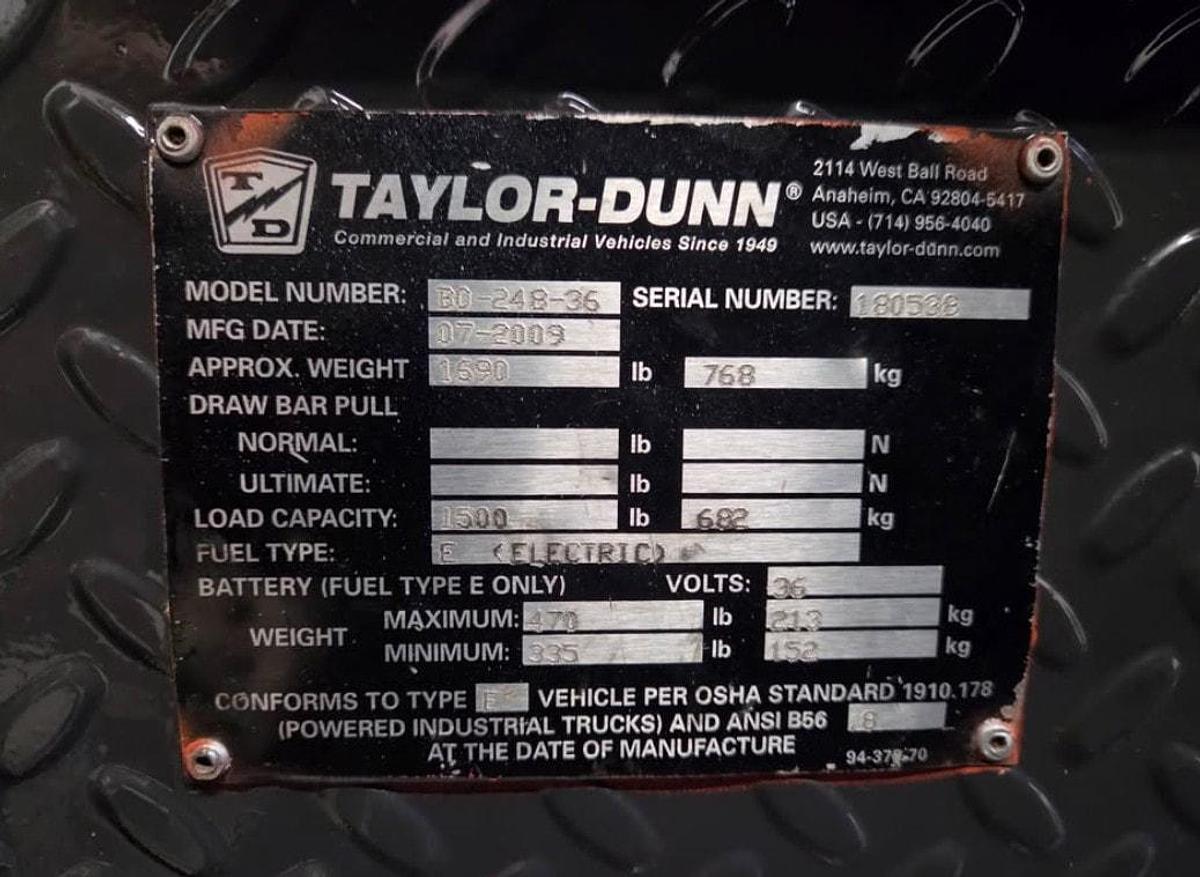 TD
TAYLOR-DUNN®
Commercial and Industrial Vehicles Since 1949
2114 West Ball Road
Anaheim, CA 92804-5417
USA - (714) 956-4040
www.taylor-dunn.com
MODEL NUMBER: BO-248-36 SERIAL NUMBER: 180538
MFG DATE: 07-2009
APPROX. WEIGHT 1690 lb 768 kg
DRAW BAR PULL
NORMAL: lb N
ULTIMATE: lb N
LOAD CAPACITY: 1500 lb 682 kg
FUEL TYPE: E (ELECTRIC)
BATTERY (FUEL TYPE E ONLY) VOLTS: 36
WEIGHT MAXIMUM: 470 lb 213 kg
MINIMUM: 335 lb 152 kg
CONFORMS TO TYPE E VEHICLE PER OSHA STANDARD 1910.178
(POWERED INDUSTRIAL TRUCKS) AND ANSI B56 8
AT THE DATE OF MANUFACTURE